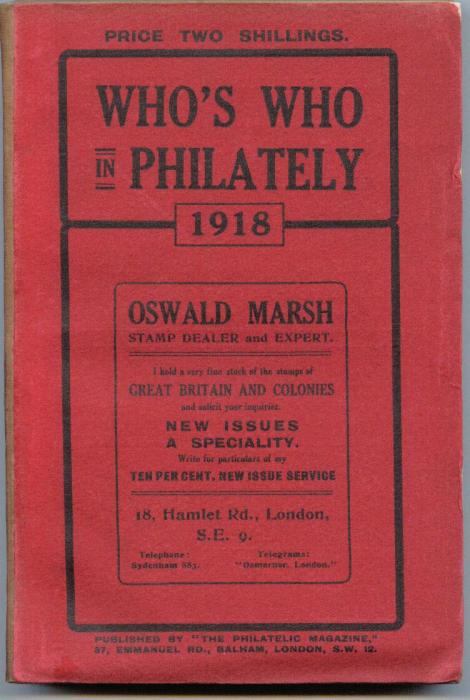 PRICE TWO SHILLINGS.
WHO'S WHO
IN PHILATELY
1918
OSWALD MARSH
STAMP DEALER and EXPERT.
I hold a very fine stock of the stamps of
GREAT BRITAIN AND COLONIES
and solicit your inquiries.
NEW ISSUES
A SPECIALITY.
Write for particulars of my
TEN PER CENT. NEW ISSUE SERVICE
18, Hamlet Rd., London,
S.E. 9.
Telephone: Telegrams:
Sydenham 883. "Osmarnor. London."
PUBLISHED BY "THE PHILATELIC MAGAZINE,"
37, EMMANUEL RD., BALHAM, LONDON, S.W. 12.